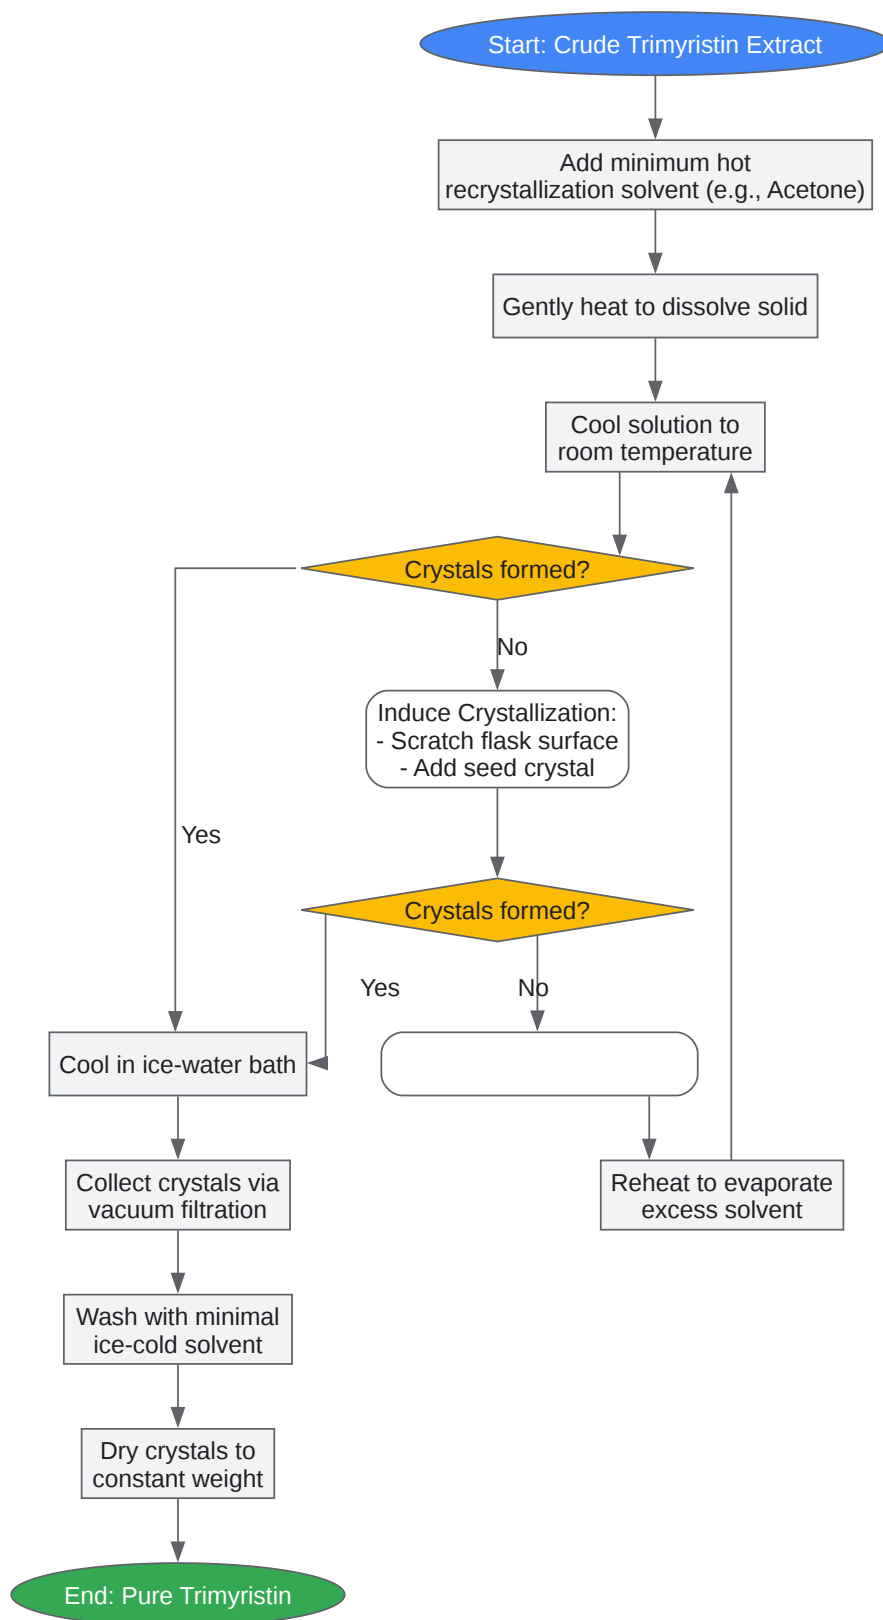 Start: Crude Trimyristin Extract
Add minimum hot
recrystallization solvent (e.g., Acetone)
Gently heat to dissolve solid
Cool solution to
room temperature
Crystals formed?
No
Induce Crystallization:
- Scratch flask surface
- Add seed crystal
Yes
Crystals formed?
Yes
No
Cool in ice-water bath
Collect crystals via
vacuum filtration
Reheat to evaporate
excess solvent
Wash with minimal
ice-cold solvent
Dry crystals to
constant weight
End: Pure Trimyristin